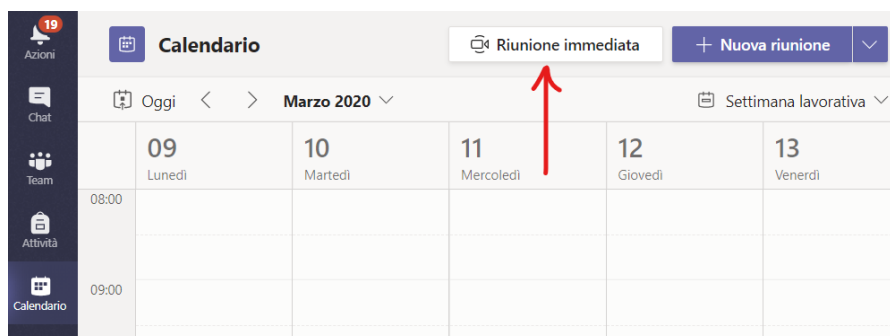 19
Azioni
Chat
Team
Attività
Calendario
Calendario
Riunione immediata
+ Nuova riunione
Oggi
Marzo 2020
Settimana lavorativa
09
Lunedì
10
Martedì
11
Mercoledì
12
Giovedì
13
Venerdì
08:00
09:00